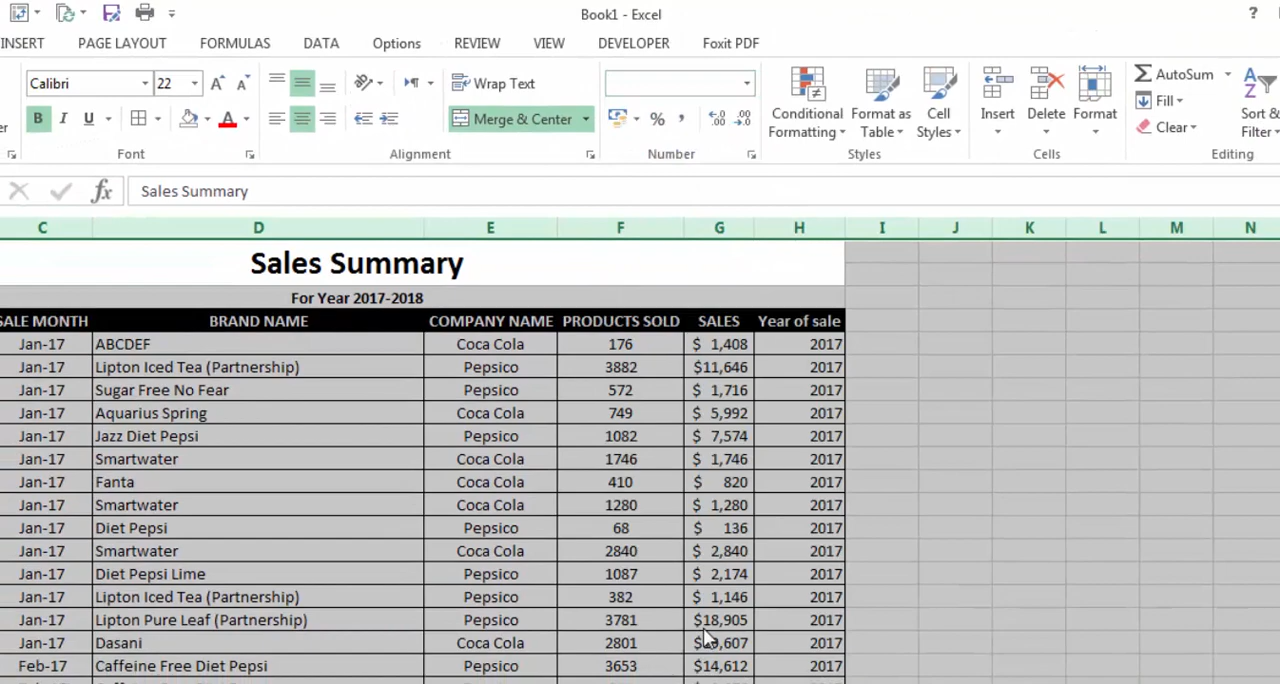 Book1 - Excel ?
INSERT PAGE LAYOUT FORMULAS DATA Options REVIEW VIEW DEVELOPER Foxit PDF
Calibri 22 A A Wrap Text AutoSum
B I U A Merge & Center % , Conditional Formatting Format as Table Cell Styles Insert Delete Format Fill Clear Sort & Filter
Font Alignment Number Styles Cells Editing
fx Sales Summary
C D E F G H I J K L M N
Sales Summary
For Year 2017-2018
SALE MONTH BRAND NAME COMPANY NAME PRODUCTS SOLD SALES Year of sale
Jan-17 ABCDEF Coca Cola 176 $ 1,408 2017
Jan-17 Lipton Iced Tea (Partnership) Pepsico 3882 $11,646 2017
Jan-17 Sugar Free No Fear Pepsico 572 $ 1,716 2017
Jan-17 Aquarius Spring Coca Cola 749 $ 5,992 2017
Jan-17 Jazz Diet Pepsi Pepsico 1082 $ 7,574 2017
Jan-17 Smartwater Coca Cola 1746 $ 1,746 2017
Jan-17 Fanta Coca Cola 410 $ 820 2017
Jan-17 Smartwater Coca Cola 1280 $ 1,280 2017
Jan-17 Diet Pepsi Pepsico 68 $ 136 2017
Jan-17 Smartwater Coca Cola 2840 $ 2,840 2017
Jan-17 Diet Pepsi Lime Pepsico 1087 $ 2,174 2017
Jan-17 Lipton Iced Tea (Partnership) Pepsico 382 $ 1,146 2017
Jan-17 Lipton Pure Leaf (Partnership) Pepsico 3781 $18,905 2017
Jan-17 Dasani Coca Cola 2801 2017
Feb-17 Caffeine Free Diet Pepsi Pepsico 3653 $14,612 2017